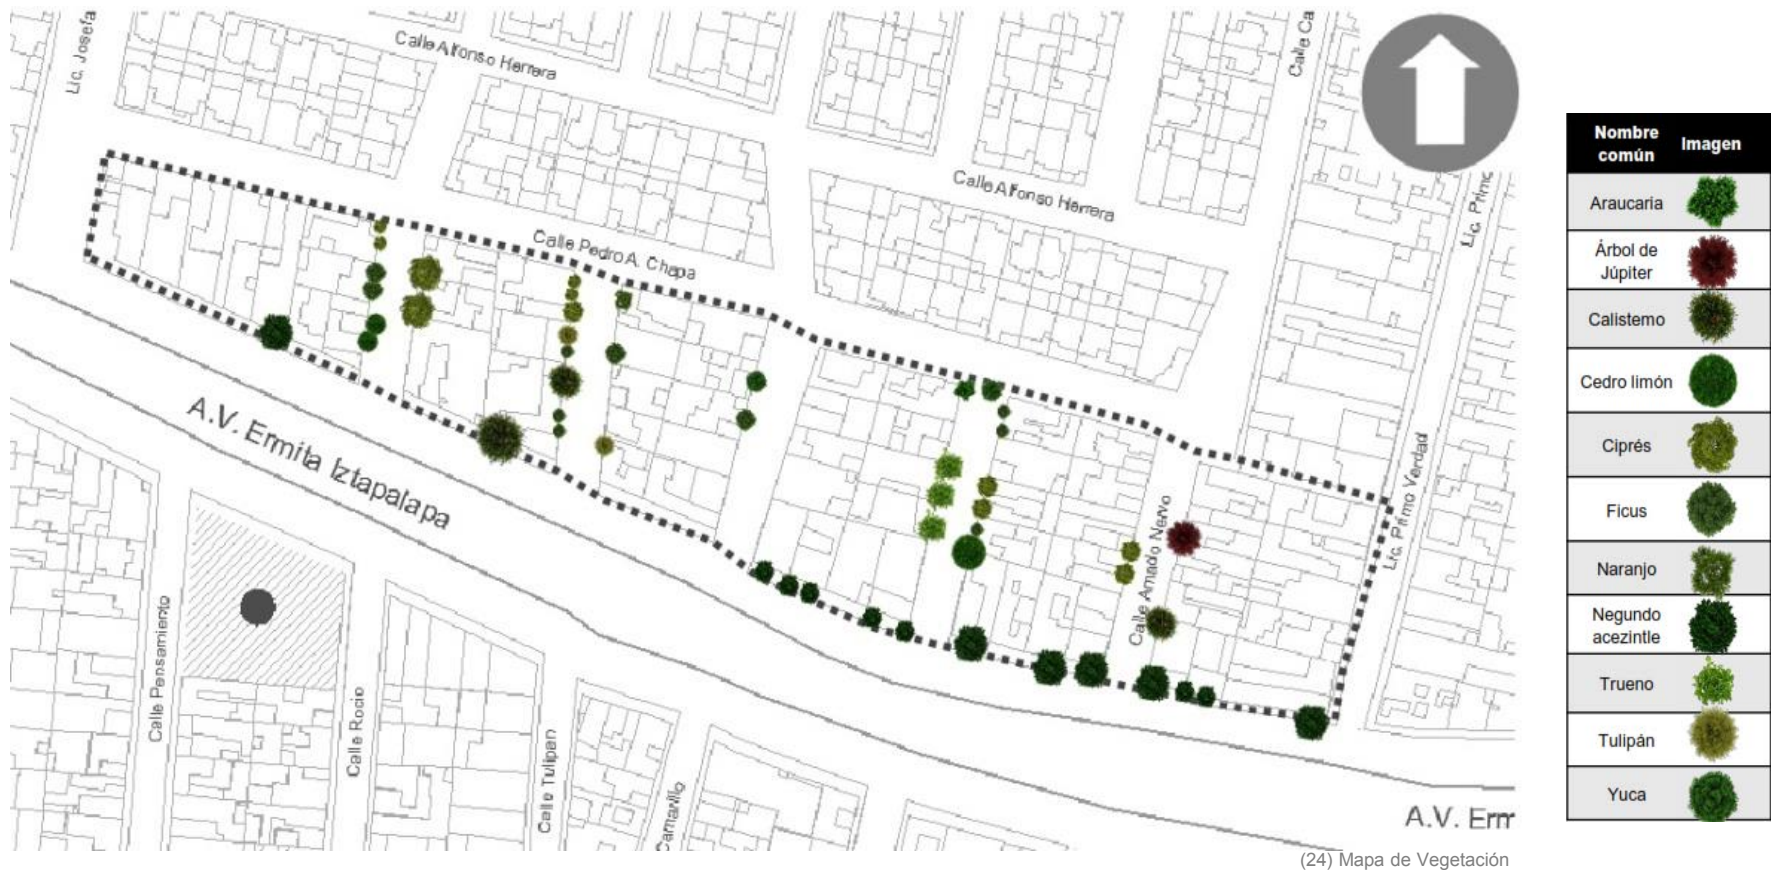 Lic. Josefa
Calle Alfonso Herrera
Calle Ca
Calle Alfonso Herrera
Lic. Primo
Calle Pedro A. Chapa
A.V. Ermita Iztapalapa
Calle Amado Nervo
Lic. Primo Verdad
Calle Pensamiento
Calle Rocio
Calle Tulipan
Camarillo
A.V. Erm
(24) Mapa de Vegetación
Nombre común Imagen
Araucaria
Árbol de
Júpiter
Calistemo
Cedro limón
Ciprés
Ficus
Naranjo
Negundo
acezintle
Trueno
Tulipán
Yuca